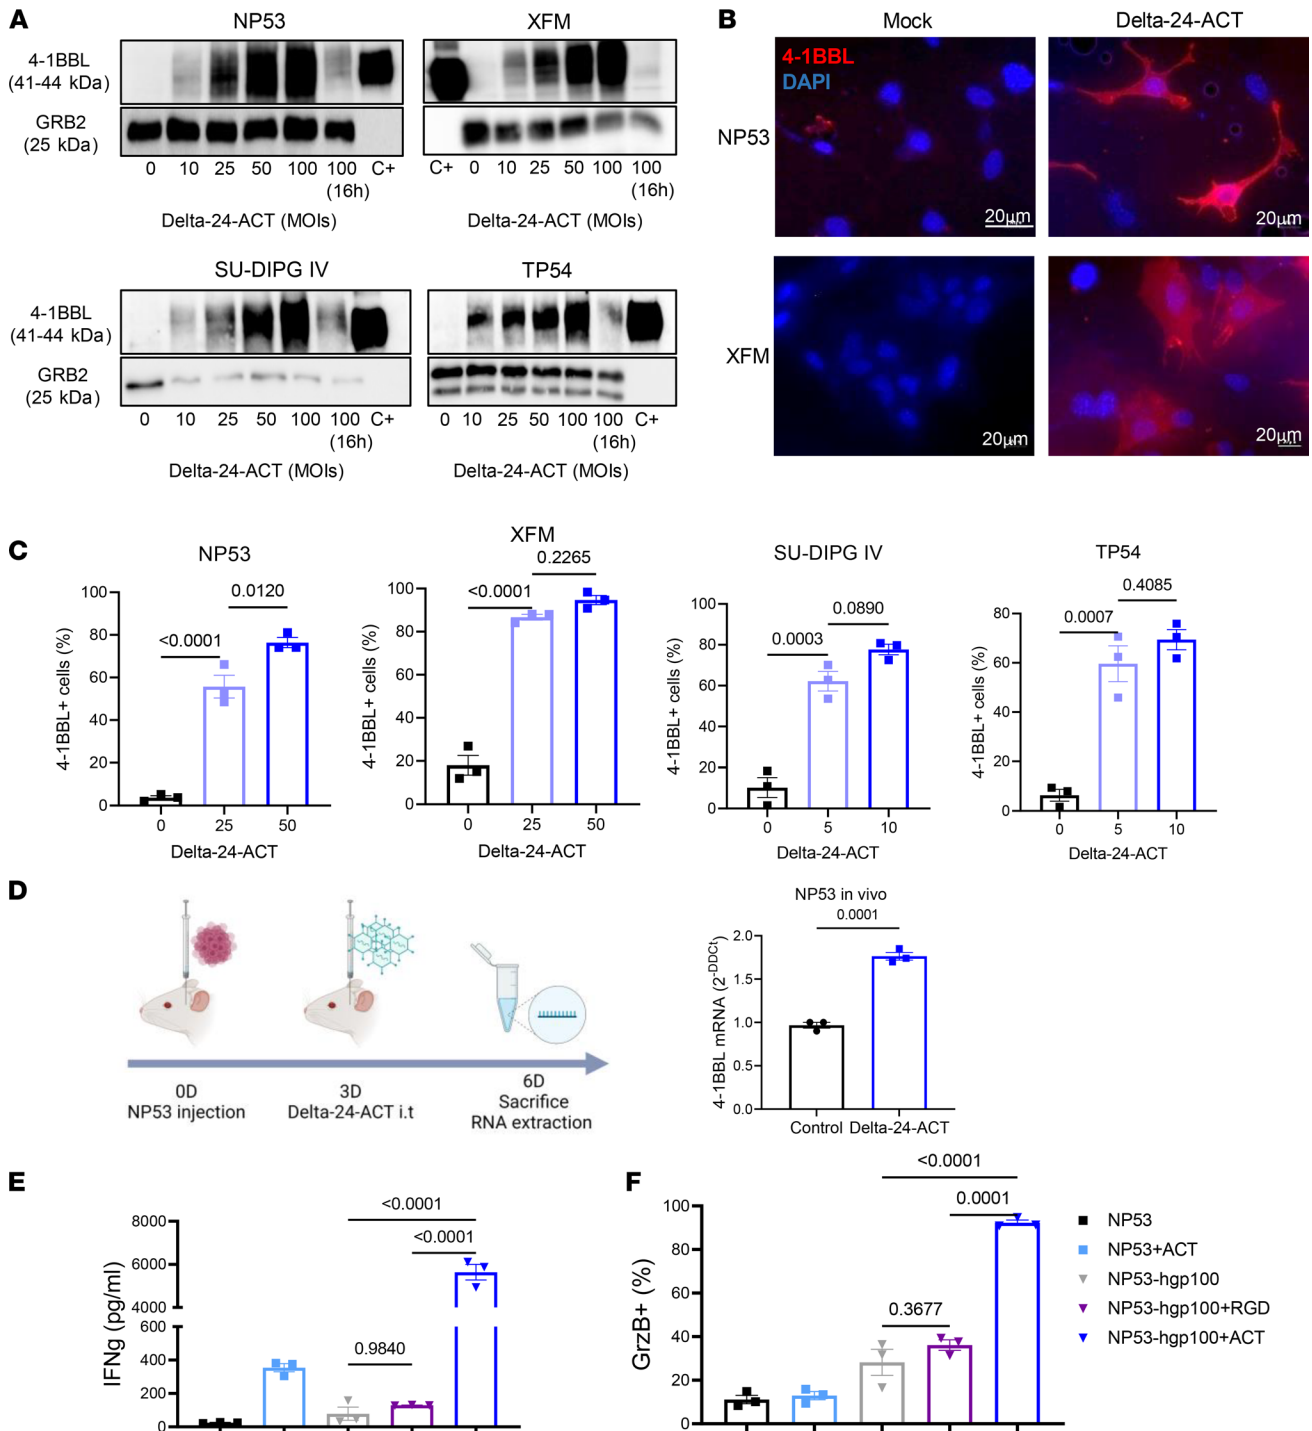 A
NP53
XFM
4-1BBL
(41-44 kDa)
GRB2
(25 kDa)
0 10 25 50 100 100 C+
(16h)
Delta-24-ACT (MOIs)
C+ 0 10 25 50 100 100
(16h)
Delta-24-ACT (MOIs)
SU-DIPG IV
TP54
4-1BBL
(41-44 kDa)
GRB2
(25 kDa)
0 10 25 50 100 100 C+
(16h)
Delta-24-ACT (MOIs)
0 10 25 50 100 100 C+
(16h)
Delta-24-ACT (MOIs)
B
Mock
Delta-24-ACT
4-1BBL
DAPI
NP53
20µm
20µm
XFM
20µm
20µm
C
NP53
0.0120
<0.0001
4-1BBL+ cells (%)
100
80
60
40
20
0
0 25 50
Delta-24-ACT
XFM
0.2265
<0.0001
4-1BBL+ cells (%)
100
80
60
40
20
0
0 25 50
Delta-24-ACT
SU-DIPG IV
0.0890
0.0003
4-1BBL+ cells (%)
100
80
60
40
20
0
0 5 10
Delta-24-ACT
TP54
0.4085
0.0007
4-1BBL+ cells (%)
80
60
40
20
0
0 5 10
Delta-24-ACT
D
0D
NP53 injection
3D
Delta-24-ACT i.t
6D
Sacrifice
RNA extraction
NP53 in vivo
0.0001
4-1BBL mRNA (2-DDCt)
2.0
1.5
1.0
0.5
0.0
Control Delta-24-ACT
E
<0.0001
<0.0001
0.9840
IFNg (pg/ml)
8000
6000
4000
600
400
200
0
F
<0.0001
0.0001
0.3677
GrzB+ (%)
100
80
60
40
20
0
NP53
NP53+ACT
NP53-hgp100
NP53-hgp100+RGD
NP53-hgp100+ACT